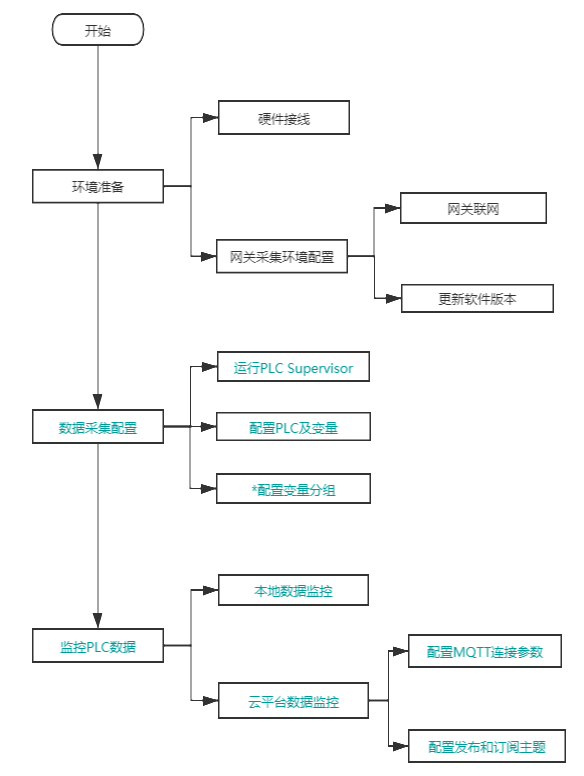 开始
硬件接线
环境准备
网关联网
网关采集环境配置
更新软件版本
运行PLC Supervisor
数据采集配置
配置PLC及变量
*配置变量分组
本地数据监控
监控PLC数据
配置MQTT连接参数
云平台数据监控
配置发布和订阅主题